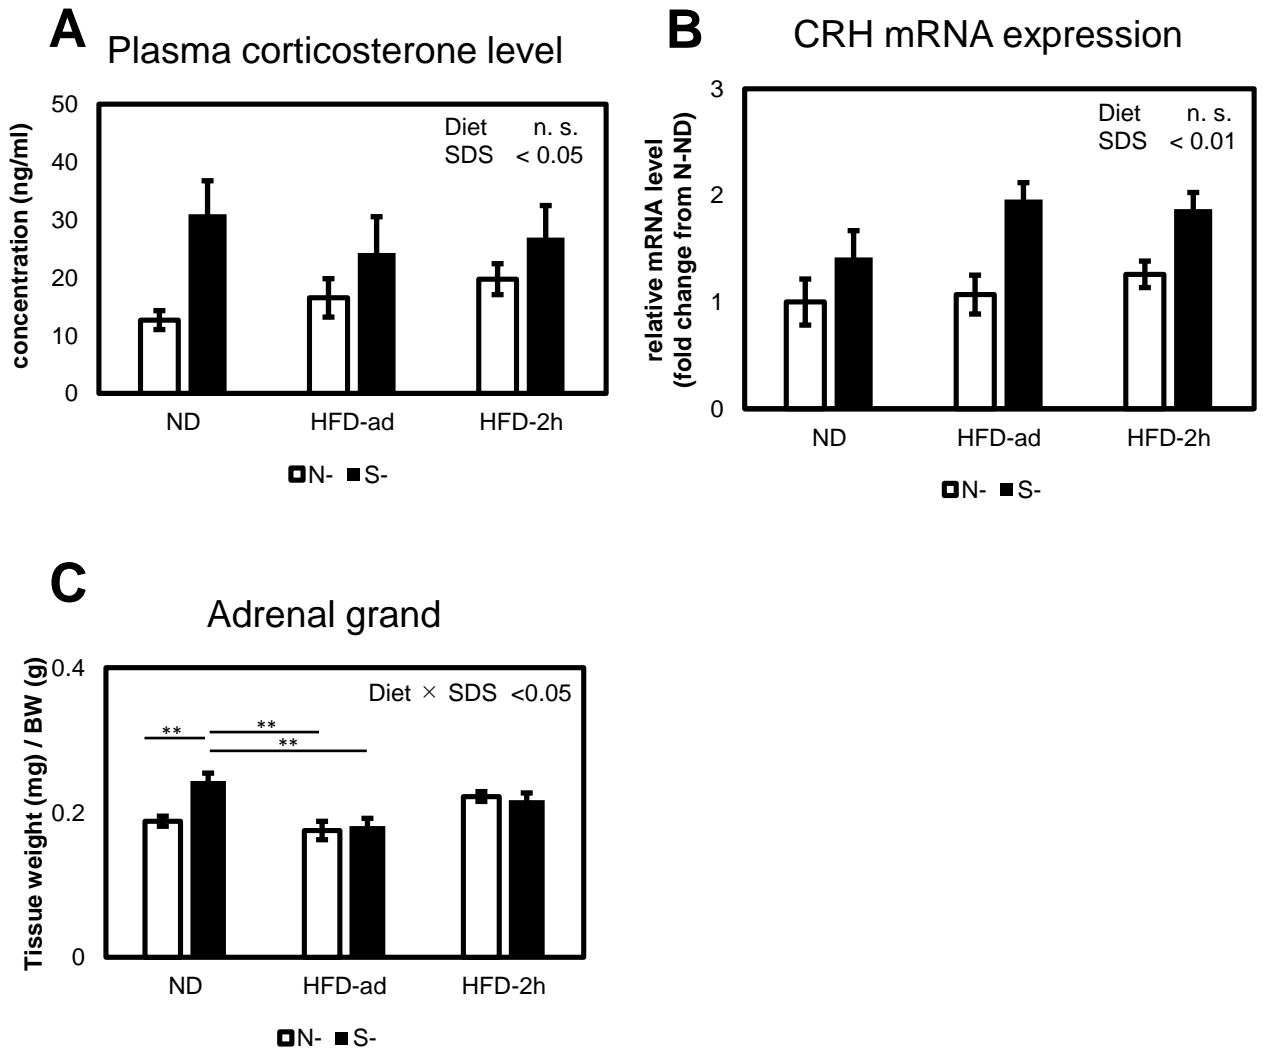 A
Plasma corticosterone level
concentration (ng/ml)
50
40
30
20
10
0
Diet n. s.
SDS < 0.05
ND HFD-ad HFD-2h
N- S-
B
CRH mRNA expression
relative mRNA level
(fold change from N-ND)
3
2
1
0
Diet n. s.
SDS < 0.01
ND HFD-ad HFD-2h
N- S-
C
Adrenal grand
Tissue weight (mg) / BW (g)
0.4
0.2
0
Diet × SDS <0.05
**
**
**
ND HFD-ad HFD-2h
N- S-